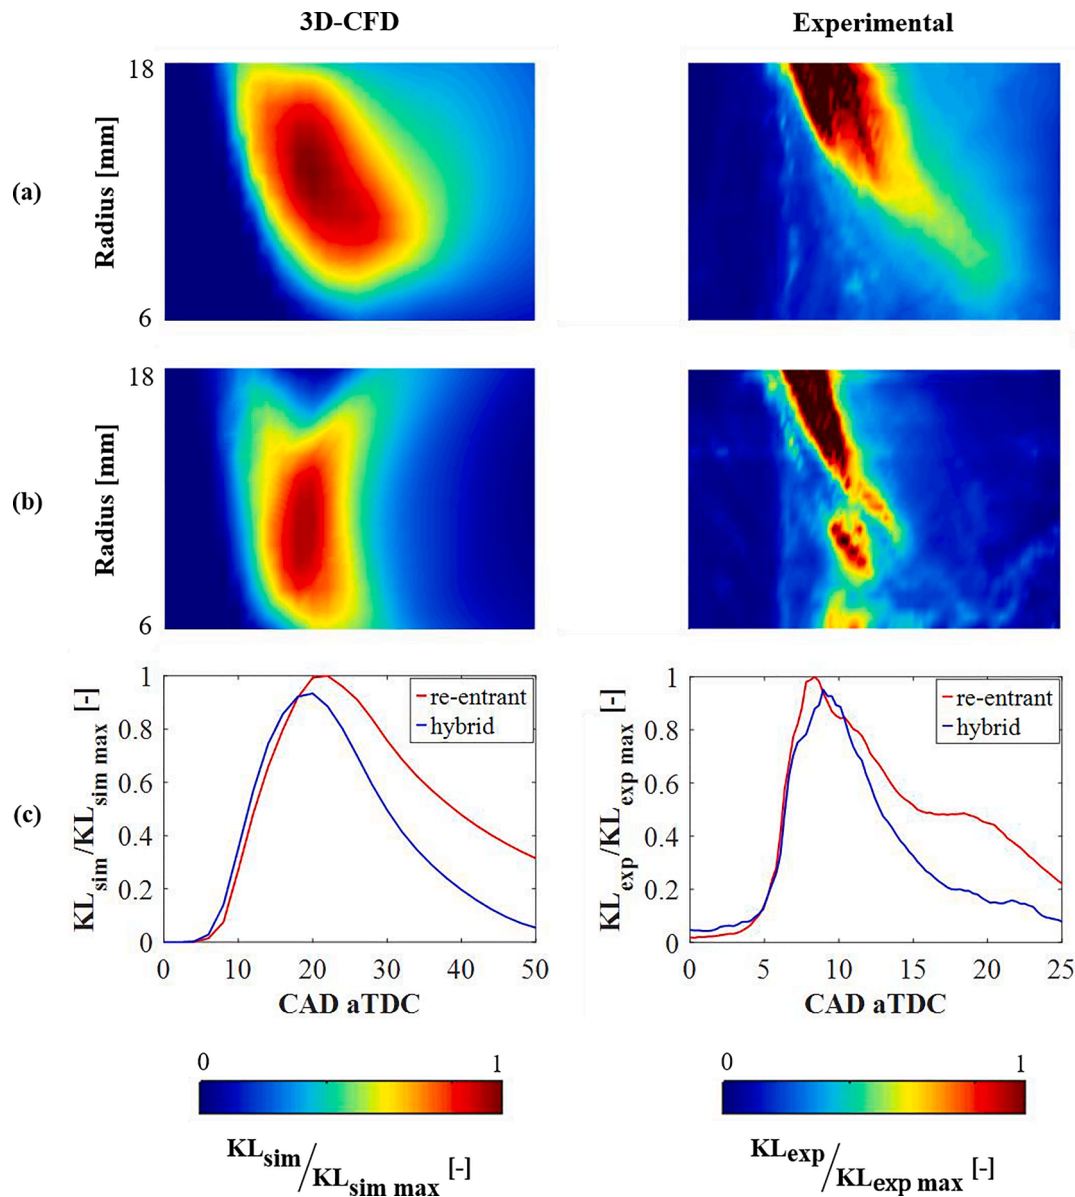 3D-CFD Experimental
18
(a)
Radius [mm]
6
18
(b)
Radius [mm]
6
(c)
KLsim/KLsim max [-]
1
0.8
0.6
0.4
0.2
0
re-entrant
hybrid
0 10 20 30 40 50
CAD aTDC
KLexp/KLexp max [-]
1
0.8
0.6
0.4
0.2
0
re-entrant
hybrid
0 5 10 15 20 25
CAD aTDC
0 1
KLsim/KLsim max [-]
0 1
KLexp/KLexp max [-]